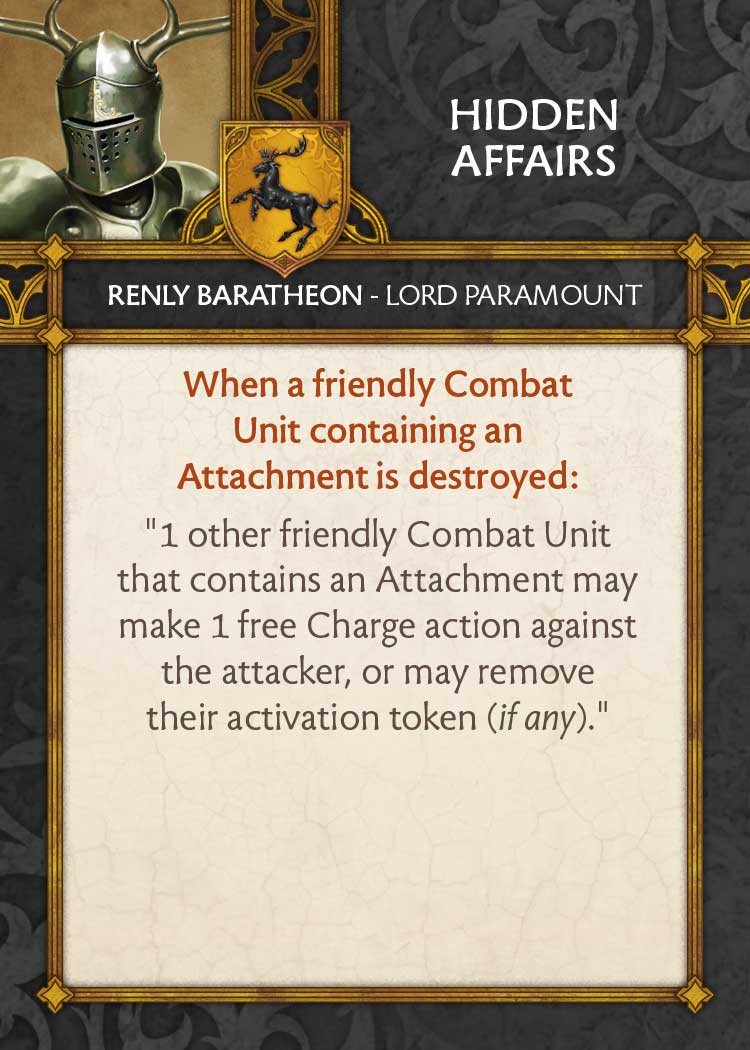 HIDDEN
AFFAIRS
RENLY BARATHEON - LORD PARAMOUNT
When a friendly Combat
Unit containing an
Attachment is destroyed:
"1 other friendly Combat Unit
that contains an Attachment may
make 1 free Charge action against
the attacker, or may remove
their activation token (if any)."